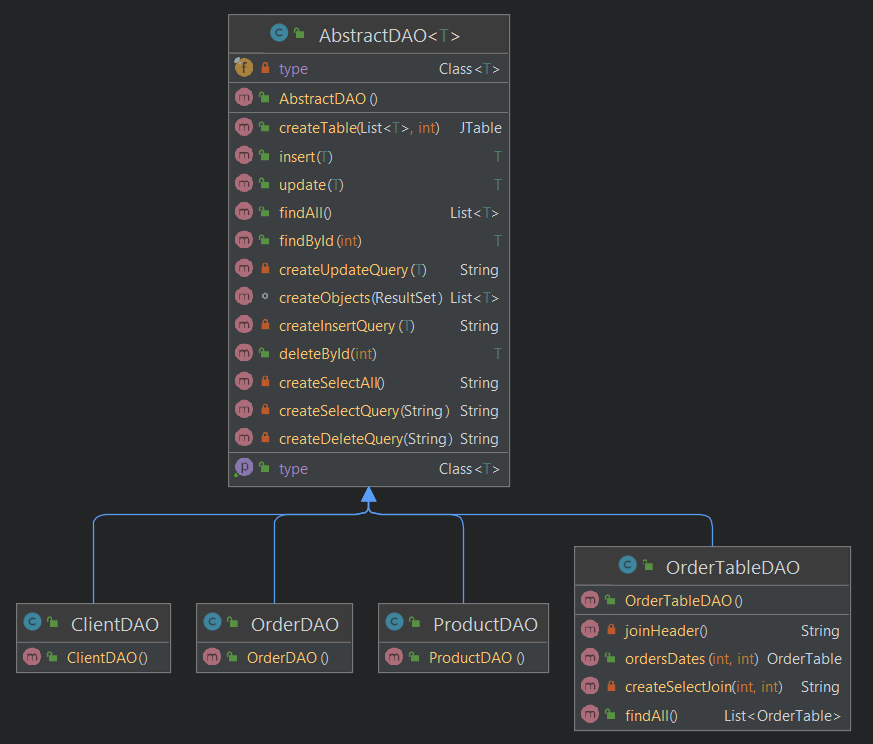 AbstractDAO<T>
type Class<T>
AbstractDAO()
createTable(List<T>, int) JTable
insert(T) T
update(T) T
findAll() List<T>
findById(int) T
createUpdateQuery(T) String
createObjects(ResultSet) List<T>
createInsertQuery(T) String
deleteById(int) T
createSelectAll() String
createSelectQuery(String) String
createDeleteQuery(String) String
type Class<T>
ClientDAO
ClientDAO()
OrderDAO
OrderDAO()
ProductDAO
ProductDAO()
OrderTableDAO
OrderTableDAO()
joinHeader() String
ordersDates(int, int) OrderTable
createSelectJoin(int, int) String
findAll() List<OrderTable>